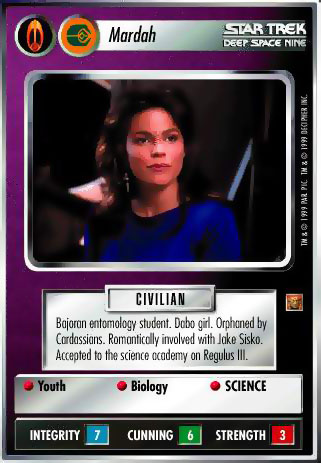 Mardah
STAR TREK
DEEP SPACE NINE
TM & © 1999 PAR. PIC. TM & © 1999 DECIPHER INC.
CIVILIAN
Bajoran entomology student. Dabo girl. Orphaned by
Cardassians. Romantically involved with Jake Sisko.
Accepted to the science academy on Regulus III.
Youth Biology SCIENCE
INTEGRITY 7 CUNNING 6 STRENGTH 3